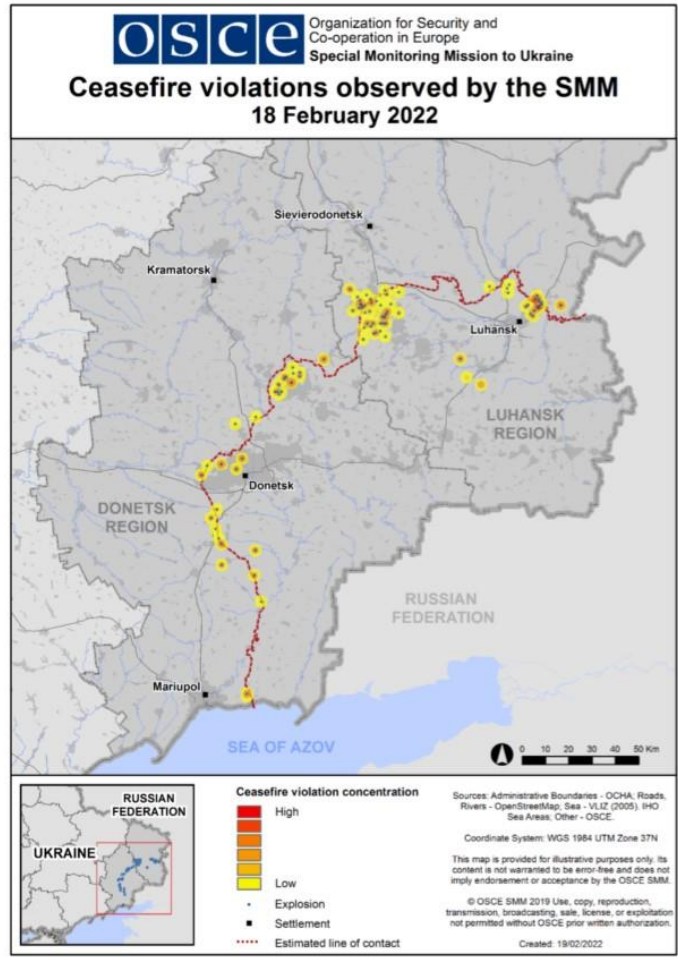 OSCE
Organization for Security and
Co-operation in Europe
Special Monitoring Mission to Ukraine
Ceasefire violations observed by the SMM
18 February 2022
Sievierodonetsk
Kramatorsk
Luhansk
LUHANSK
REGION
Donetsk
DONETSK
REGION
RUSSIAN
FEDERATION
Mariupol
SEA OF AZOV
0 10 20 30 40 50 Km
RUSSIAN
FEDERATION
UKRAINE
Ceasefire violation concentration
High
Low
Explosion
Settlement
Estimated line of contact
Sources: Administrative Boundaries - OCHA; Roads,
Rivers - OpenStreetMap; Sea - VLIZ (2005). IHO
Sea Areas; Other - OSCE.
Coordinate System: WGS 1984 UTM Zone 37N
This map is provided for illustrative purposes only. Its
content is not warranted to be error-free and does not
imply endorsement or acceptance by the OSCE SMM.
© OSCE SMM 2019 Use, copy, reproduction,
transmission, broadcasting, sale, license, or exploitation
not permitted without OSCE prior written authorization.
Created: 19/02/2022